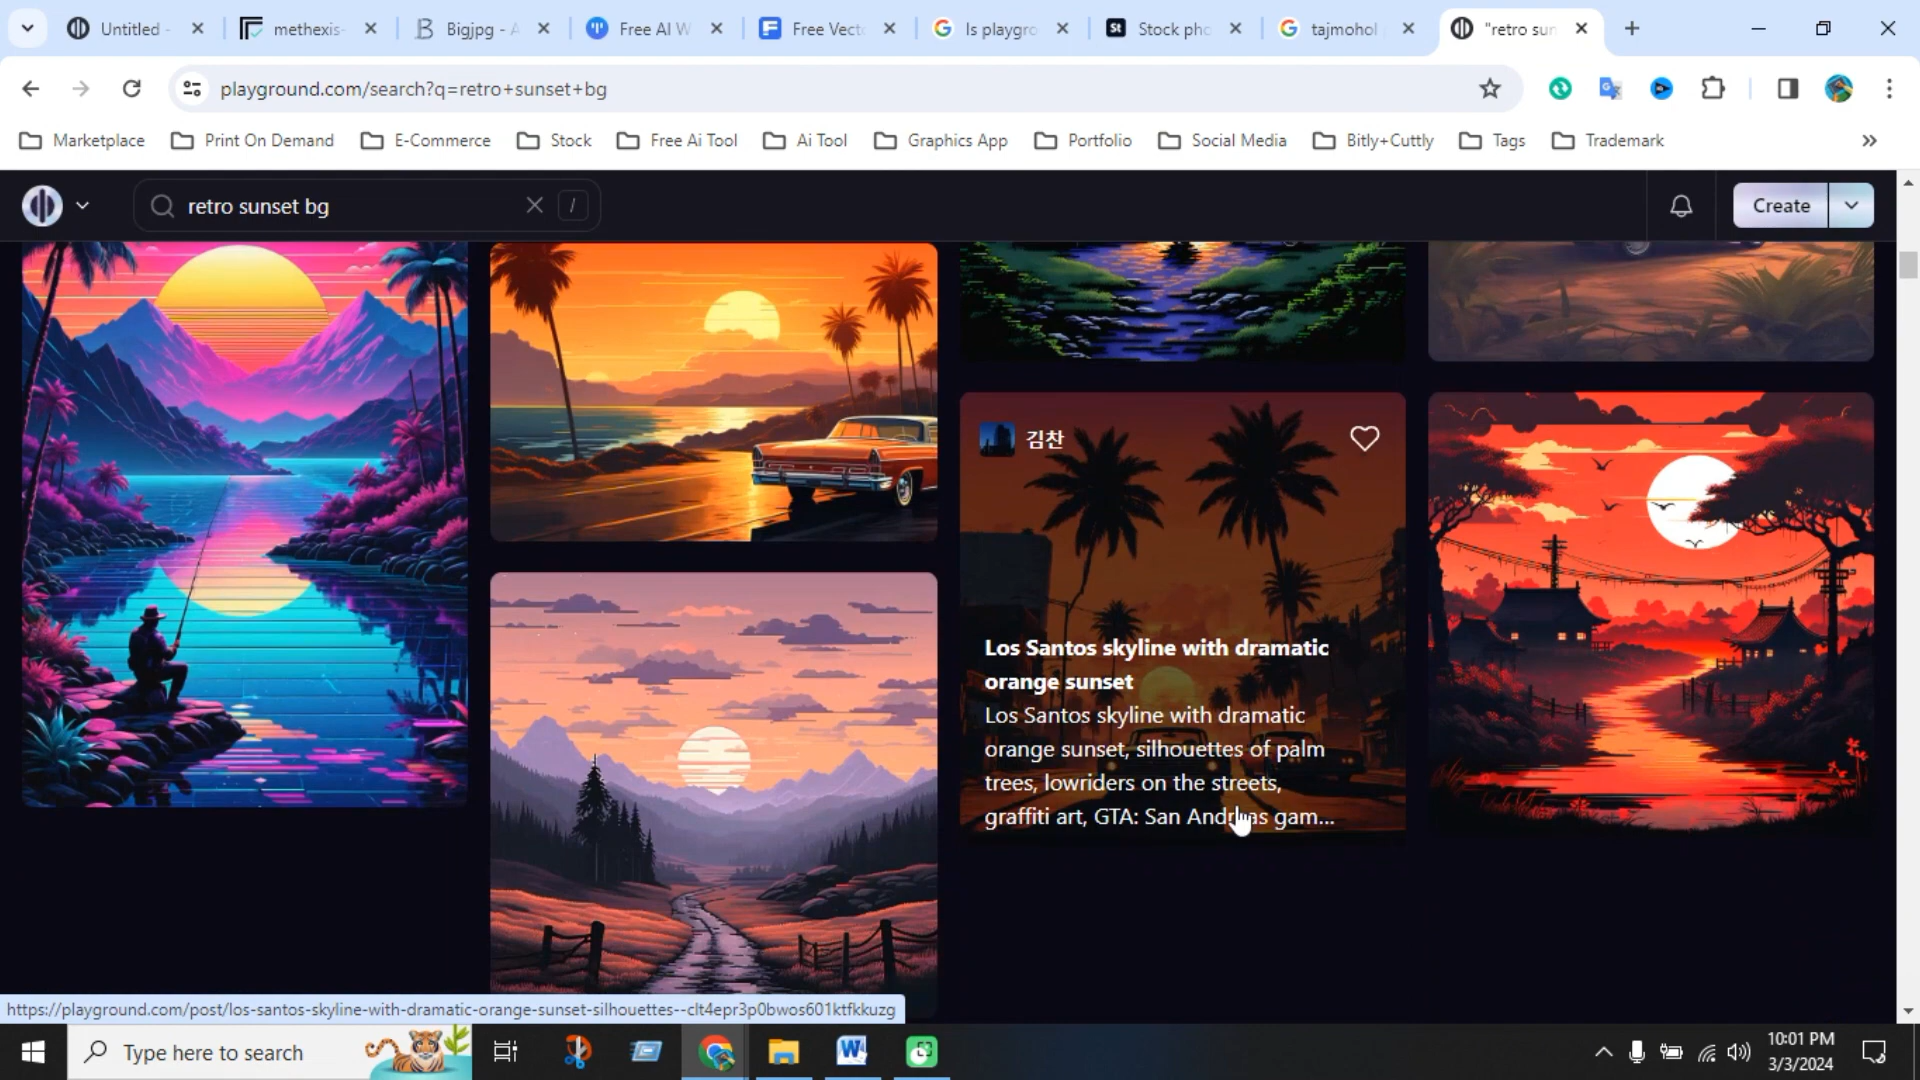 Untitled -
methexis-
Bigjpg - A
Free AI W
Free Vect
Is playgro
St
Stock pho
tajmohol
"retro sun
playground.com/search?q=retro+sunset+bg
Marketplace
Print On Demand
E-Commerce
Stock
Free Ai Tool
Ai Tool
Graphics App
Portfolio
Social Media
Bitly+Cuttly
Tags
Trademark
retro sunset bg
/
Create
김찬
Los Santos skyline with dramatic
orange sunset
Los Santos skyline with dramatic
orange sunset, silhouettes of palm
trees, lowriders on the streets,
graffiti art, GTA: San Andreas gam...
https://playground.com/post/los-santos-skyline-with-dramatic-orange-sunset-silhouettes--clt4epr3p0bwos601ktfkkuzg
Type here to search
10:01 PM
3/3/2024